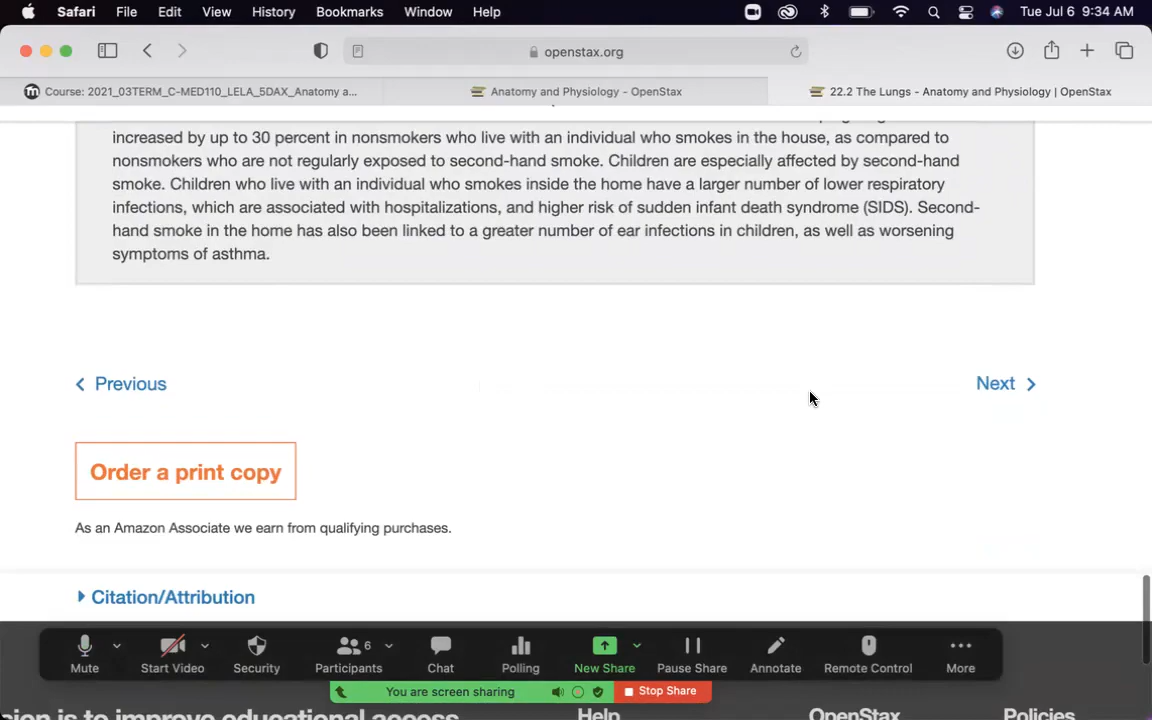 Safari File Edit View History Bookmarks Window Help Tue Jul 6 9:34 AM
openstax.org
Course: 2021_03TERM_C-MED110_LELA_5DAX_Anatomy a... Anatomy and Physiology - OpenStax 22.2 The Lungs - Anatomy and Physiology | OpenStax
increased by up to 30 percent in nonsmokers who live with an individual who smokes in the house, as compared to
nonsmokers who are not regularly exposed to second-hand smoke. Children are especially affected by second-hand
smoke. Children who live with an individual who smokes inside the home have a larger number of lower respiratory
infections, which are associated with hospitalizations, and higher risk of sudden infant death syndrome (SIDS). Second-
hand smoke in the home has also been linked to a greater number of ear infections in children, as well as worsening
symptoms of asthma.
Previous Next
Order a print copy
As an Amazon Associate we earn from qualifying purchases.
Citation/Attribution
6
Mute Start Video Security Participants Chat Polling New Share Pause Share Annotate Remote Control More
You are screen sharing Stop Share
sion is to improve educational access Help OpenStax Policies